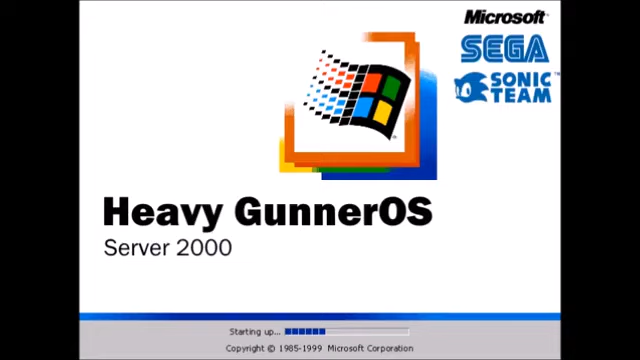 Microsoft
SEGA
SONIC
TEAM
Heavy GunnerOS
Server 2000
Starting up...
Copyright © 1985-1999 Microsoft Corporation